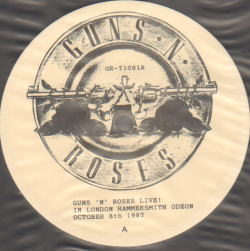 GUNS N ROSES
GR-71081A
GUNS 'N' ROSES LIVE!
IN LONDON HAMMERSMITH ODEON
OCTOBER 8th 1987
A